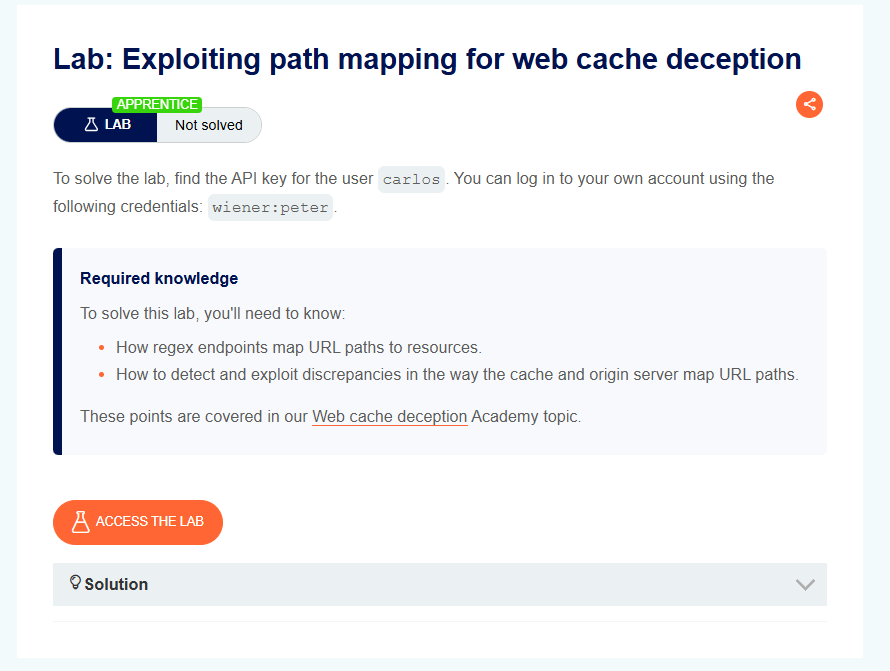 Lab: Exploiting path mapping for web cache deception
APPRENTICE
LAB
Not solved
To solve the lab, find the API key for the user carlos. You can log in to your own account using the
following credentials: wiener:peter.
Required knowledge
To solve this lab, you'll need to know:
• How regex endpoints map URL paths to resources.
• How to detect and exploit discrepancies in the way the cache and origin server map URL paths.
These points are covered in our Web cache deception Academy topic.
ACCESS THE LAB
Solution